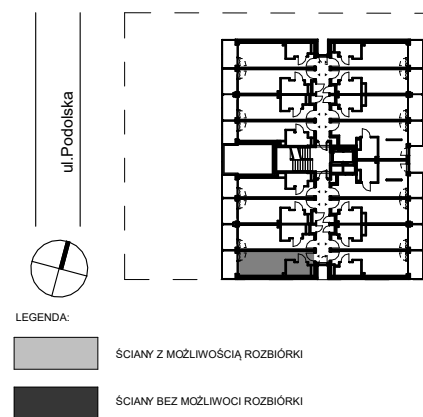 ul.Podolska
LEGENDA:
ŚCIANY Z MOŻLIWOŚCIĄ ROZBIÓRKI
ŚCIANY BEZ MOŻLIWOCI ROZBIÓRKI